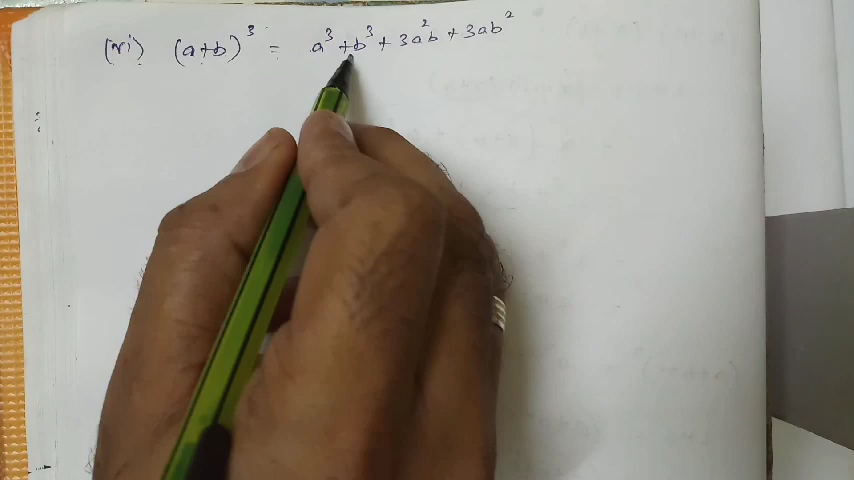 (vi) (a+b)³ = a³ +b³ + 3a²b + 3ab²